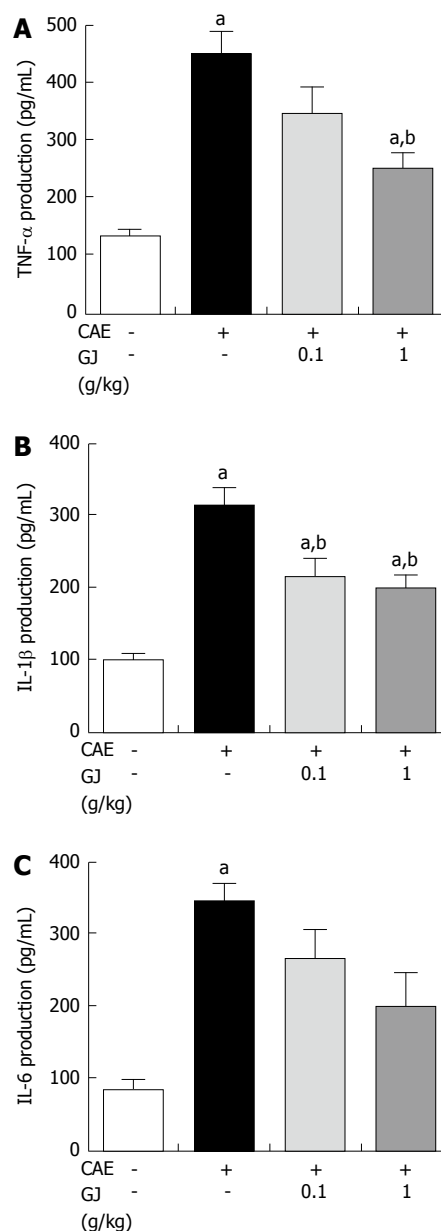 A
TNF-α production (pg/mL)
500
400
300
200
100
0
a
a,b
CAE - + + +
GJ - - 0.1 1
(g/kg)
B
IL-1β production (pg/mL)
400
300
200
100
0
a
a,b
a,b
CAE - + + +
GJ - - 0.1 1
(g/kg)
C
IL-6 production (pg/mL)
400
300
200
100
0
a
CAE - + + +
GJ - - 0.1 1
(g/kg)